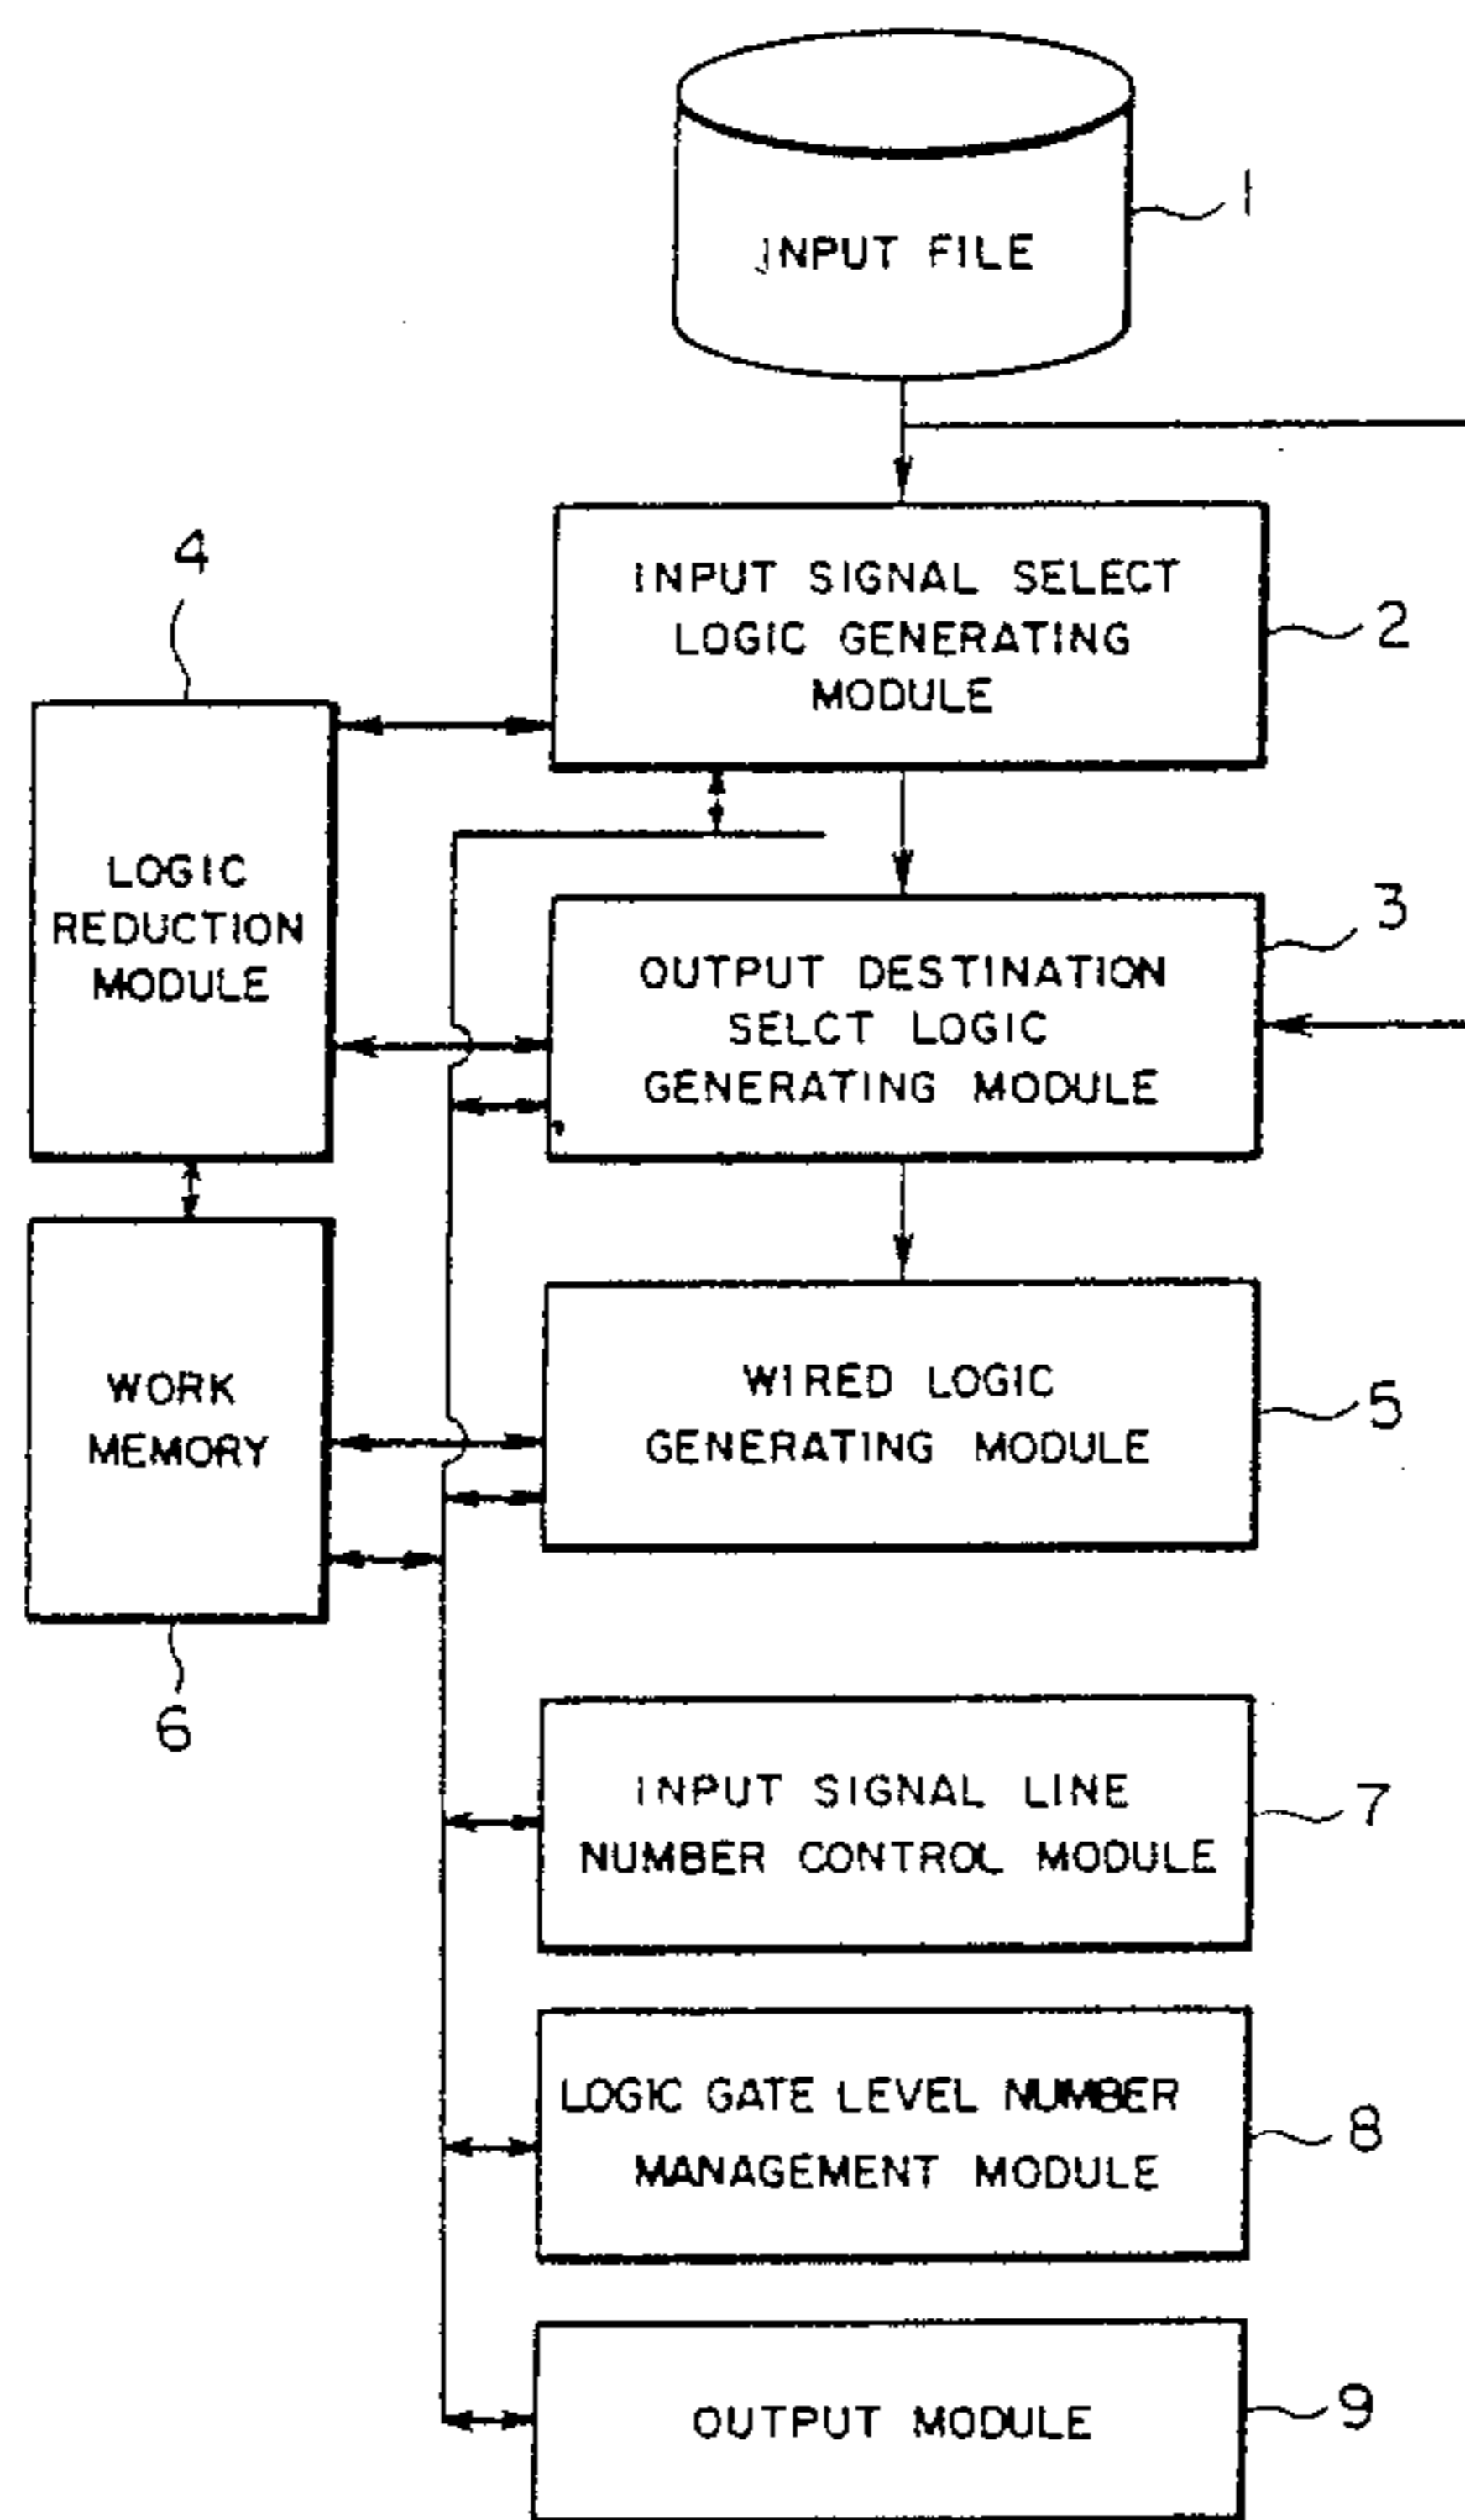 INPUT FILE
1
INPUT SIGNAL SELECT
LOGIC GENERATING
MODULE
2
4
LOGIC
REDUCTION
MODULE
OUTPUT DESTINATION
SELCT LOGIC
GENERATING MODULE
3
WORK
MEMORY
6
WIRED LOGIC
GENERATING MODULE
5
INPUT SIGNAL LINE
NUMBER CONTROL MODULE
7
LOGIC GATE LEVEL NUMBER
MANAGEMENT MODULE
8
OUTPUT MODULE
9